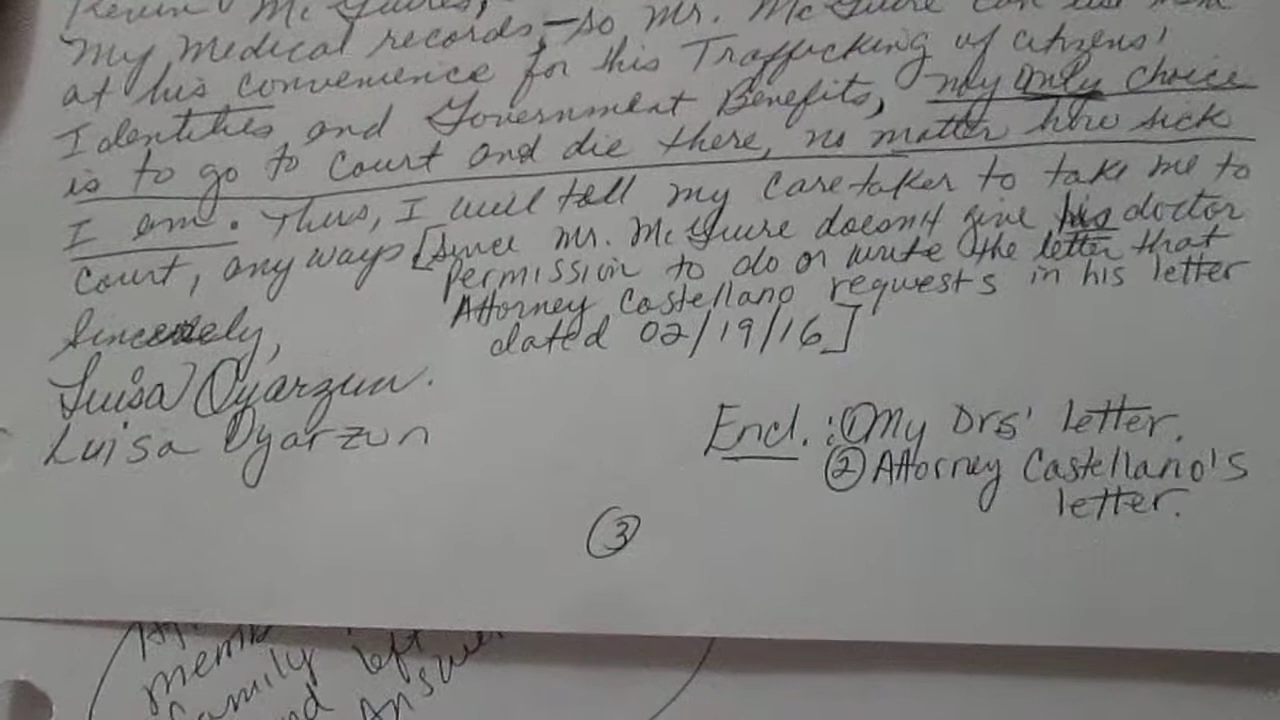 Kevin McGuires,
My Medical records, – so, Mr. McGuire can use them
at his convenience for this Trafficking of citizens'
Identities and Government Benefits, my only choice
is to go to court and die there, no matter how sick
I am. Thus, I will tell my caretaker to take me to
court, any ways [Since Mr. McGuire doesn't give his doctor
Permission to do or write the letter that
Attorney Castellano requests in his letter
dated 02/19/16]
Sincerely,
Luisa Oyarzun.
Luisa Oyarzun
Encl.: ① My Drs' letter.
② Attorney Castellano's
letter.
③
family left
Answer